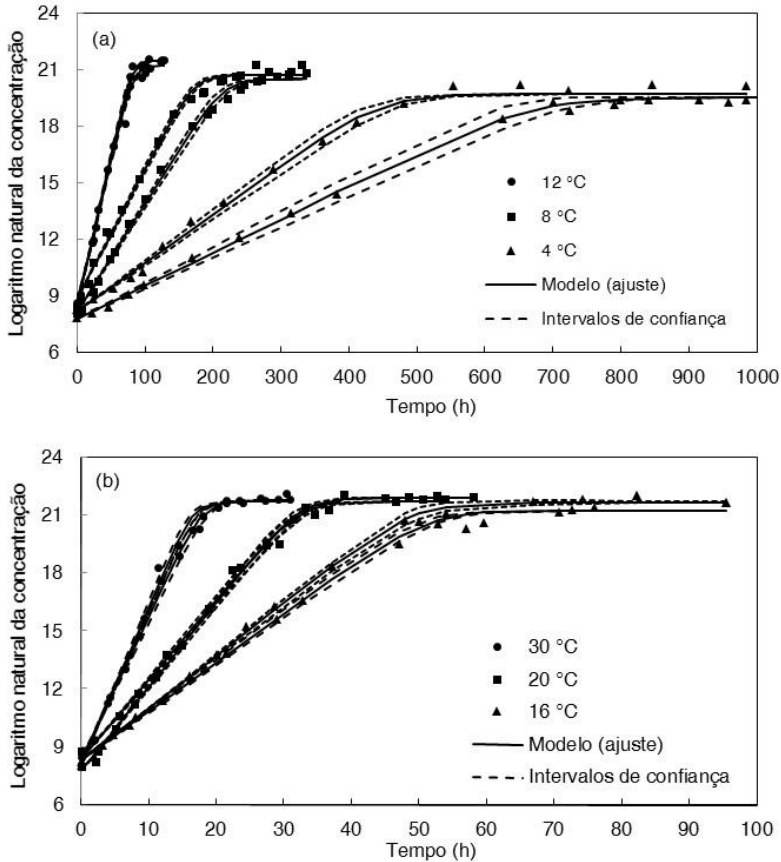 (a)
Logaritmo natural da concentração
24
21
18
15
12
9
6
12 °C
8 °C
4 °C
Modelo (ajuste)
Intervalos de confiança
0 100 200 300 400 500 600 700 800 900 1000
Tempo (h)
(b)
Logaritmo natural da concentração
24
21
18
15
12
9
6
30 °C
20 °C
16 °C
Modelo (ajuste)
Intervalos de confiança
0 10 20 30 40 50 60 70 80 90 100
Tempo (h)